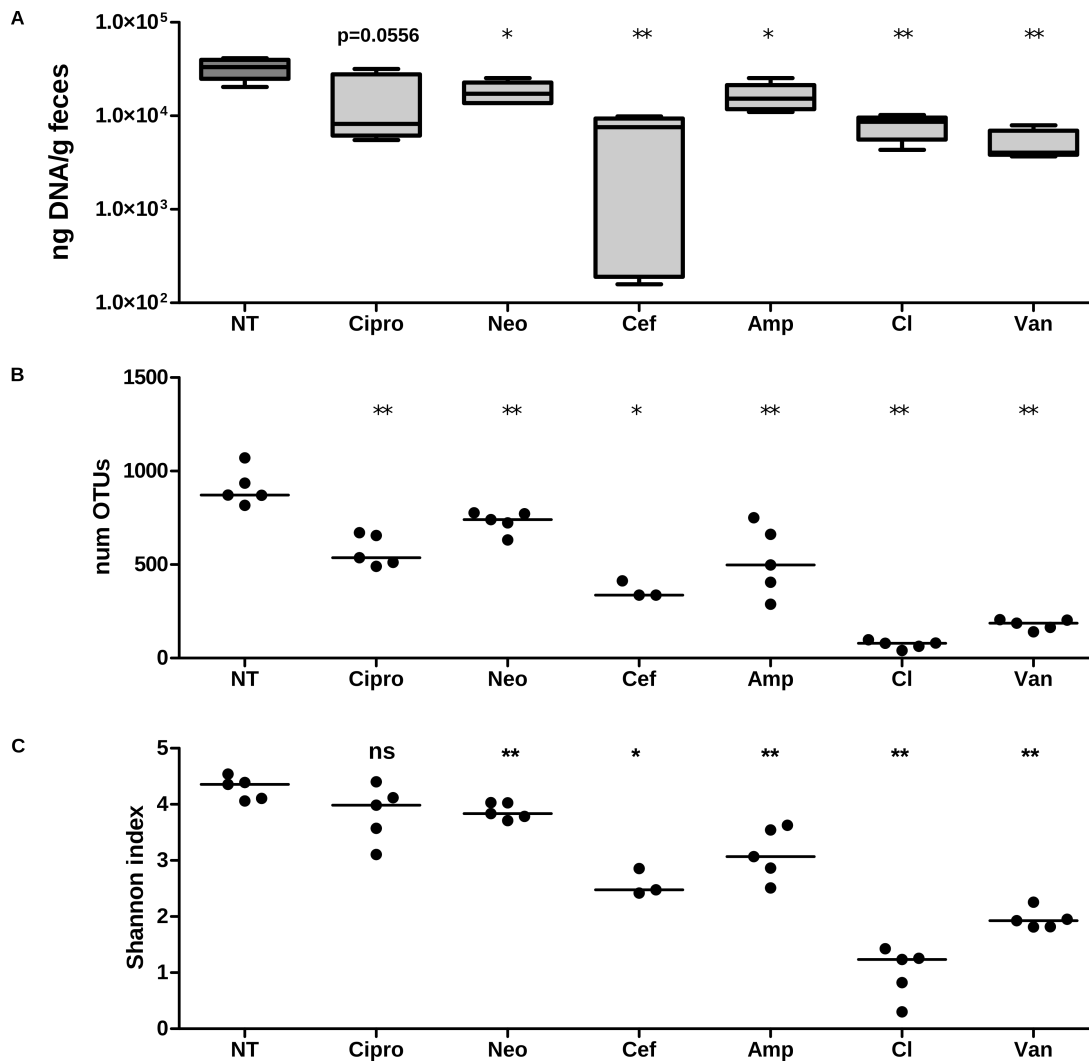 A
ng DNA/g feces
1.0×10⁵
1.0×10⁴
1.0×10³
1.0×10²
p=0.0556 * ** * ** **
NT Cipro Neo Cef Amp Cl Van
B
num OTUs
1500
1000
500
0
** ** * ** ** **
NT Cipro Neo Cef Amp Cl Van
C
Shannon index
5
4
3
2
1
0
ns ** * ** ** **
NT Cipro Neo Cef Amp Cl Van